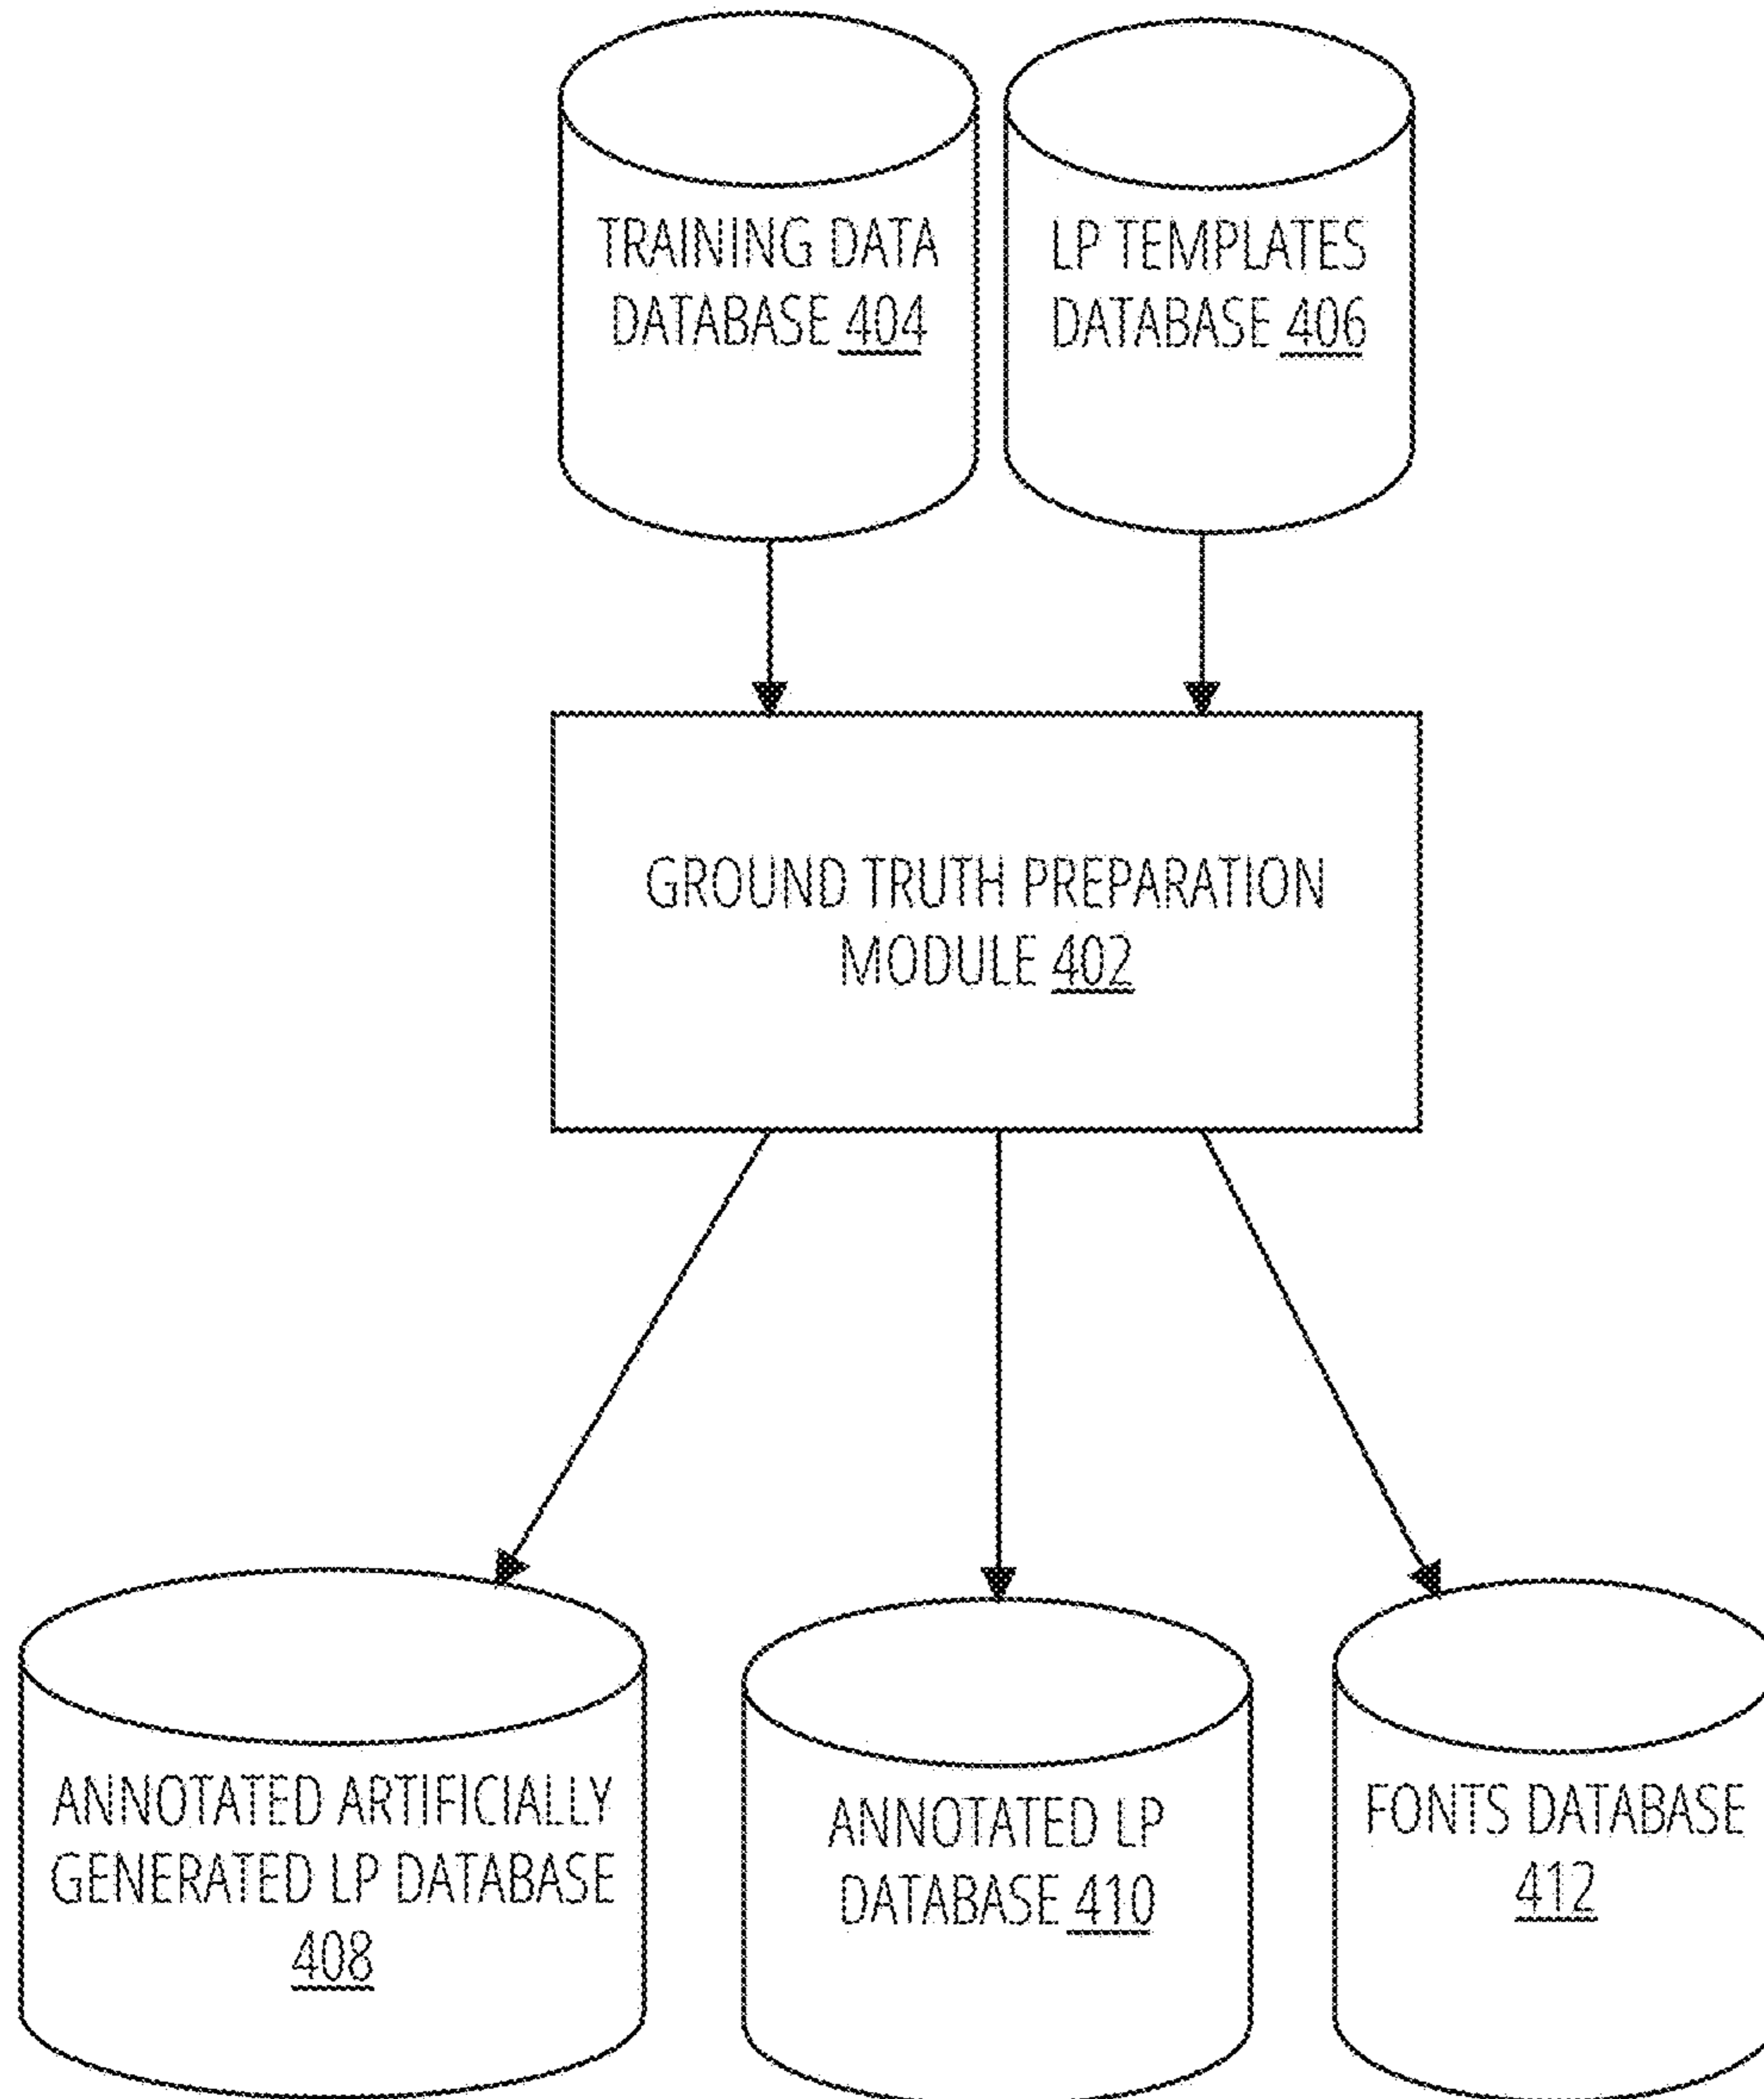 TRAINING DATA
DATABASE 404
LP TEMPLATES
DATABASE 406
GROUND TRUTH PREPARATION
MODULE 402
ANNOTATED ARTIFICIALLY
GENERATED LP DATABASE
408
ANNOTATED LP
DATABASE 410
FONTS DATABASE
412